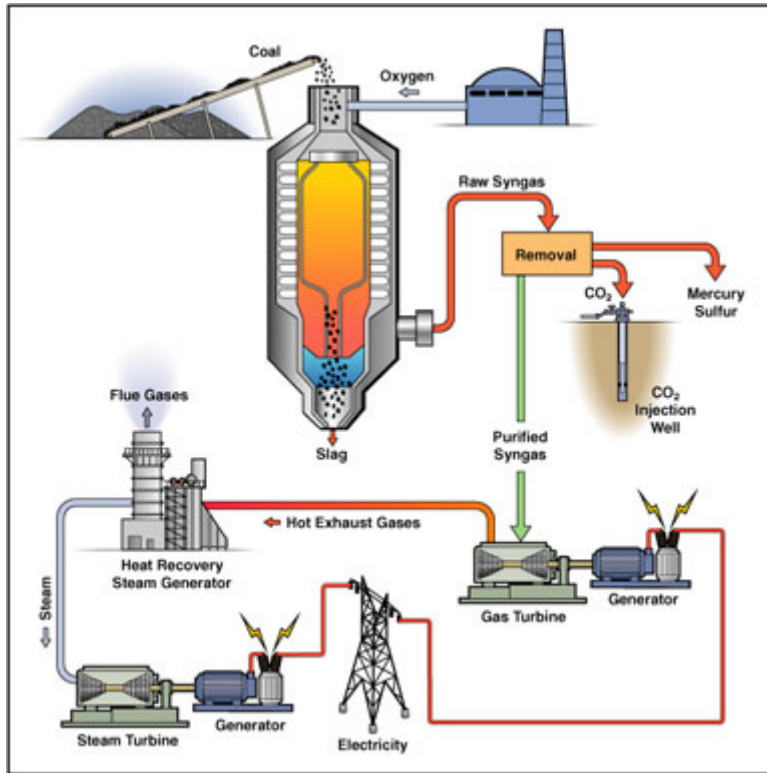 Coal
Oxygen
Raw Syngas
Removal
CO₂
Mercury
Sulfur
CO₂
Injection
Well
Flue Gases
Slag
Purified
Syngas
Hot Exhaust Gases
Heat Recovery
Steam Generator
Gas Turbine
Generator
Steam
Steam Turbine
Generator
Electricity